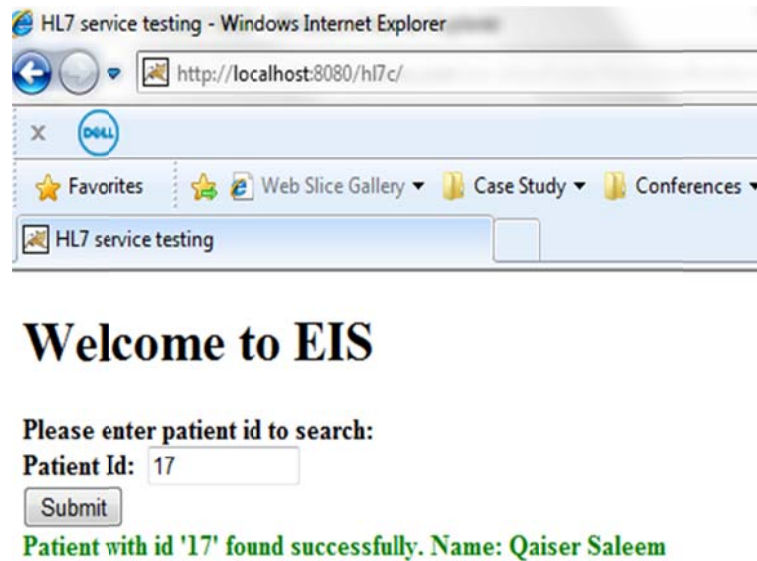 HL7 service testing - Windows Internet Explorer
http://localhost:8080/hl7c/
X DELL
Favorites Web Slice Gallery Case Study Conferences
HL7 service testing
Welcome to EIS
Please enter patient id to search:
Patient Id: 17
Submit
Patient with id '17' found successfully. Name: Qaiser Saleem